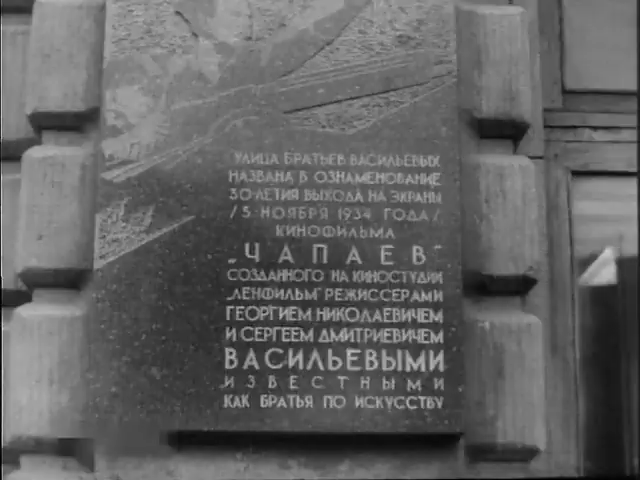 УЛИЦА БРАТЬЕВ ВАСИЛЬЕВЫХ
НАЗВАНА В ОЗНАМЕНОВАНИЕ
30-ЛЕТИЯ ВЫХОДА НА ЭКРАНЫ
/5 НОЯБРЯ 1934 ГОДА/
КИНОФИЛЬМА
„ЧАПАЕВ"
СОЗДАННОГО НА КИНОСТУДИИ
„ЛЕНФИЛЬМ" РЕЖИССЕРАМИ
ГЕОРГИЕМ НИКОЛАЕВИЧЕМ
И СЕРГЕЕМ ДМИТРИЕВИЧЕМ
ВАСИЛЬЕВЫМИ
ИЗВЕСТНЫМИ
КАК БРАТЬЯ ПО ИСКУССТВУ